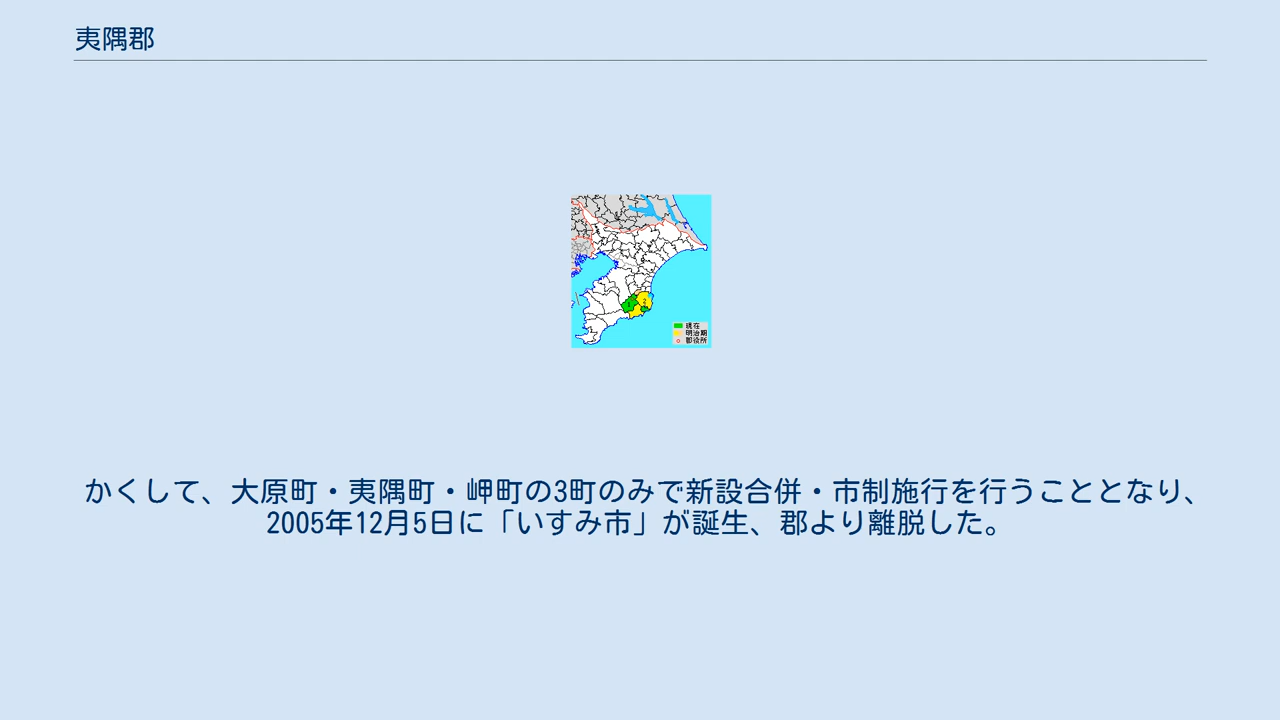 夷隅郡
現在
明治期
郡役所
かくして、大原町・夷隅町・岬町の3町のみで新設合併・市制施行を行うこととなり、
2005年12月5日に「いすみ市」が誕生、郡より離脱した。